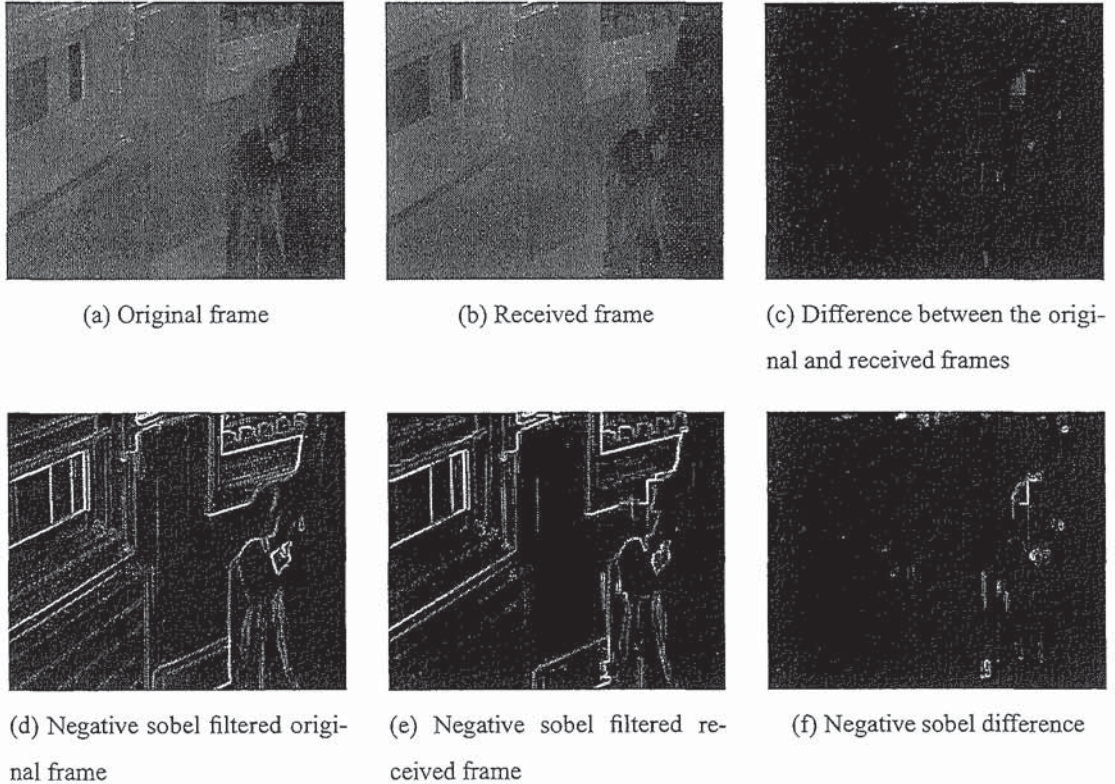 (a) Original frame
(b) Received frame
(c) Difference between the origi-
nal and received frames
(d) Negative sobel filtered origi-
nal frame
(e) Negative sobel filtered re-
ceived frame
(f) Negative sobel difference